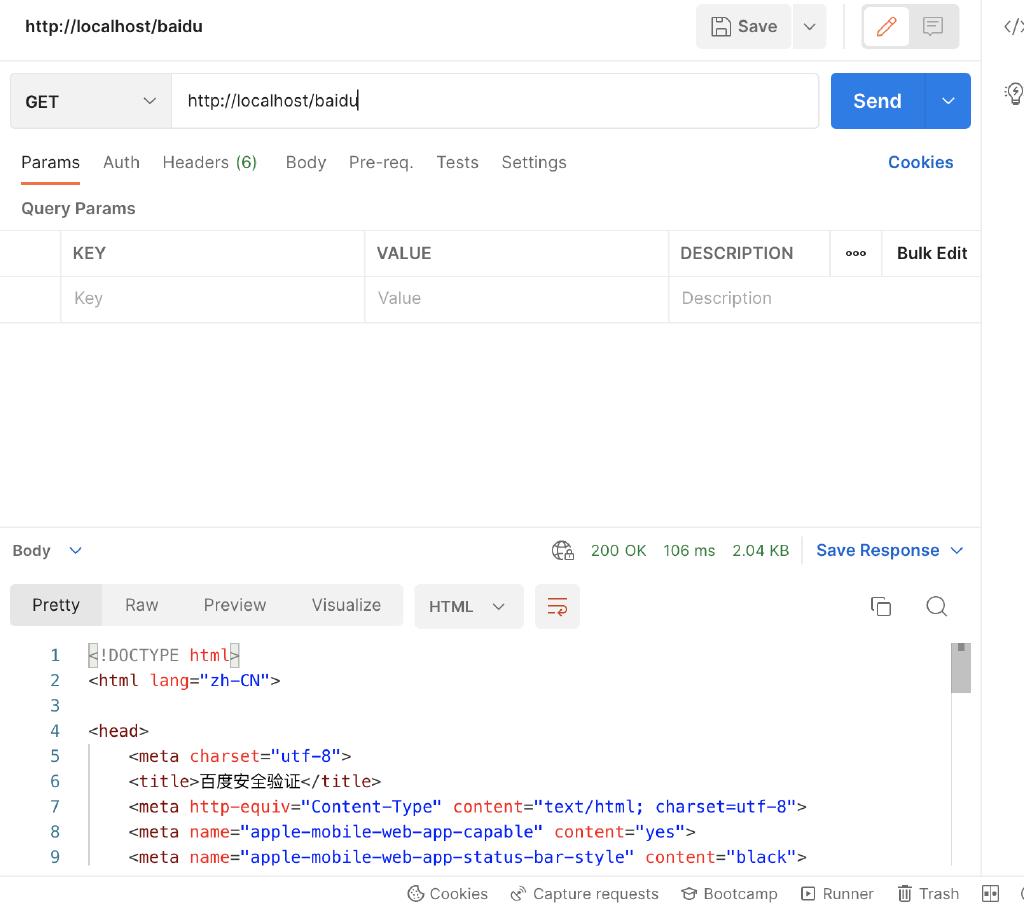 http://localhost/baidu
Save
GET
http://localhost/baidu
Send
Params Auth Headers (6) Body Pre-req. Tests Settings Cookies
Query Params
KEY VALUE DESCRIPTION Bulk Edit
Key Value Description
Body 200 OK 106 ms 2.04 KB Save Response
Pretty Raw Preview Visualize HTML
1 <!DOCTYPE html>
2 <html lang="zh-CN">
3
4 <head>
5 <meta charset="utf-8">
6 <title>百度安全验证</title>
7 <meta http-equiv="Content-Type" content="text/html; charset=utf-8">
8 <meta name="apple-mobile-web-app-capable" content="yes">
9 <meta name="apple-mobile-web-app-status-bar-style" content="black">
Cookies Capture requests Bootcamp Runner Trash